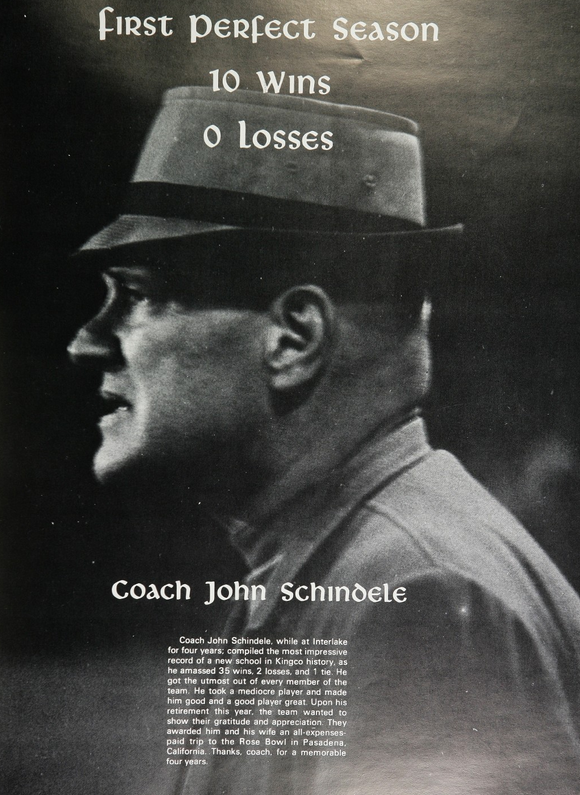 First Perfect Season
10 Wins
0 Losses
Coach John Schindele
Coach John Schindele, while at Interlake
for four years; compiled the most impressive
record of a new school in Kingco history, as
he amassed 35 wins, 2 losses, and 1 tie. He
got the utmost out of every member of the
team. He took a mediocre player and made
him good and a good player great. Upon his
retirement this year, the team wanted to
show their gratitude and appreciation. They
awarded him and his wife an all-expenses-
paid trip to the Rose Bowl in Pasadena,
California. Thanks, coach, for a memorable
four years.